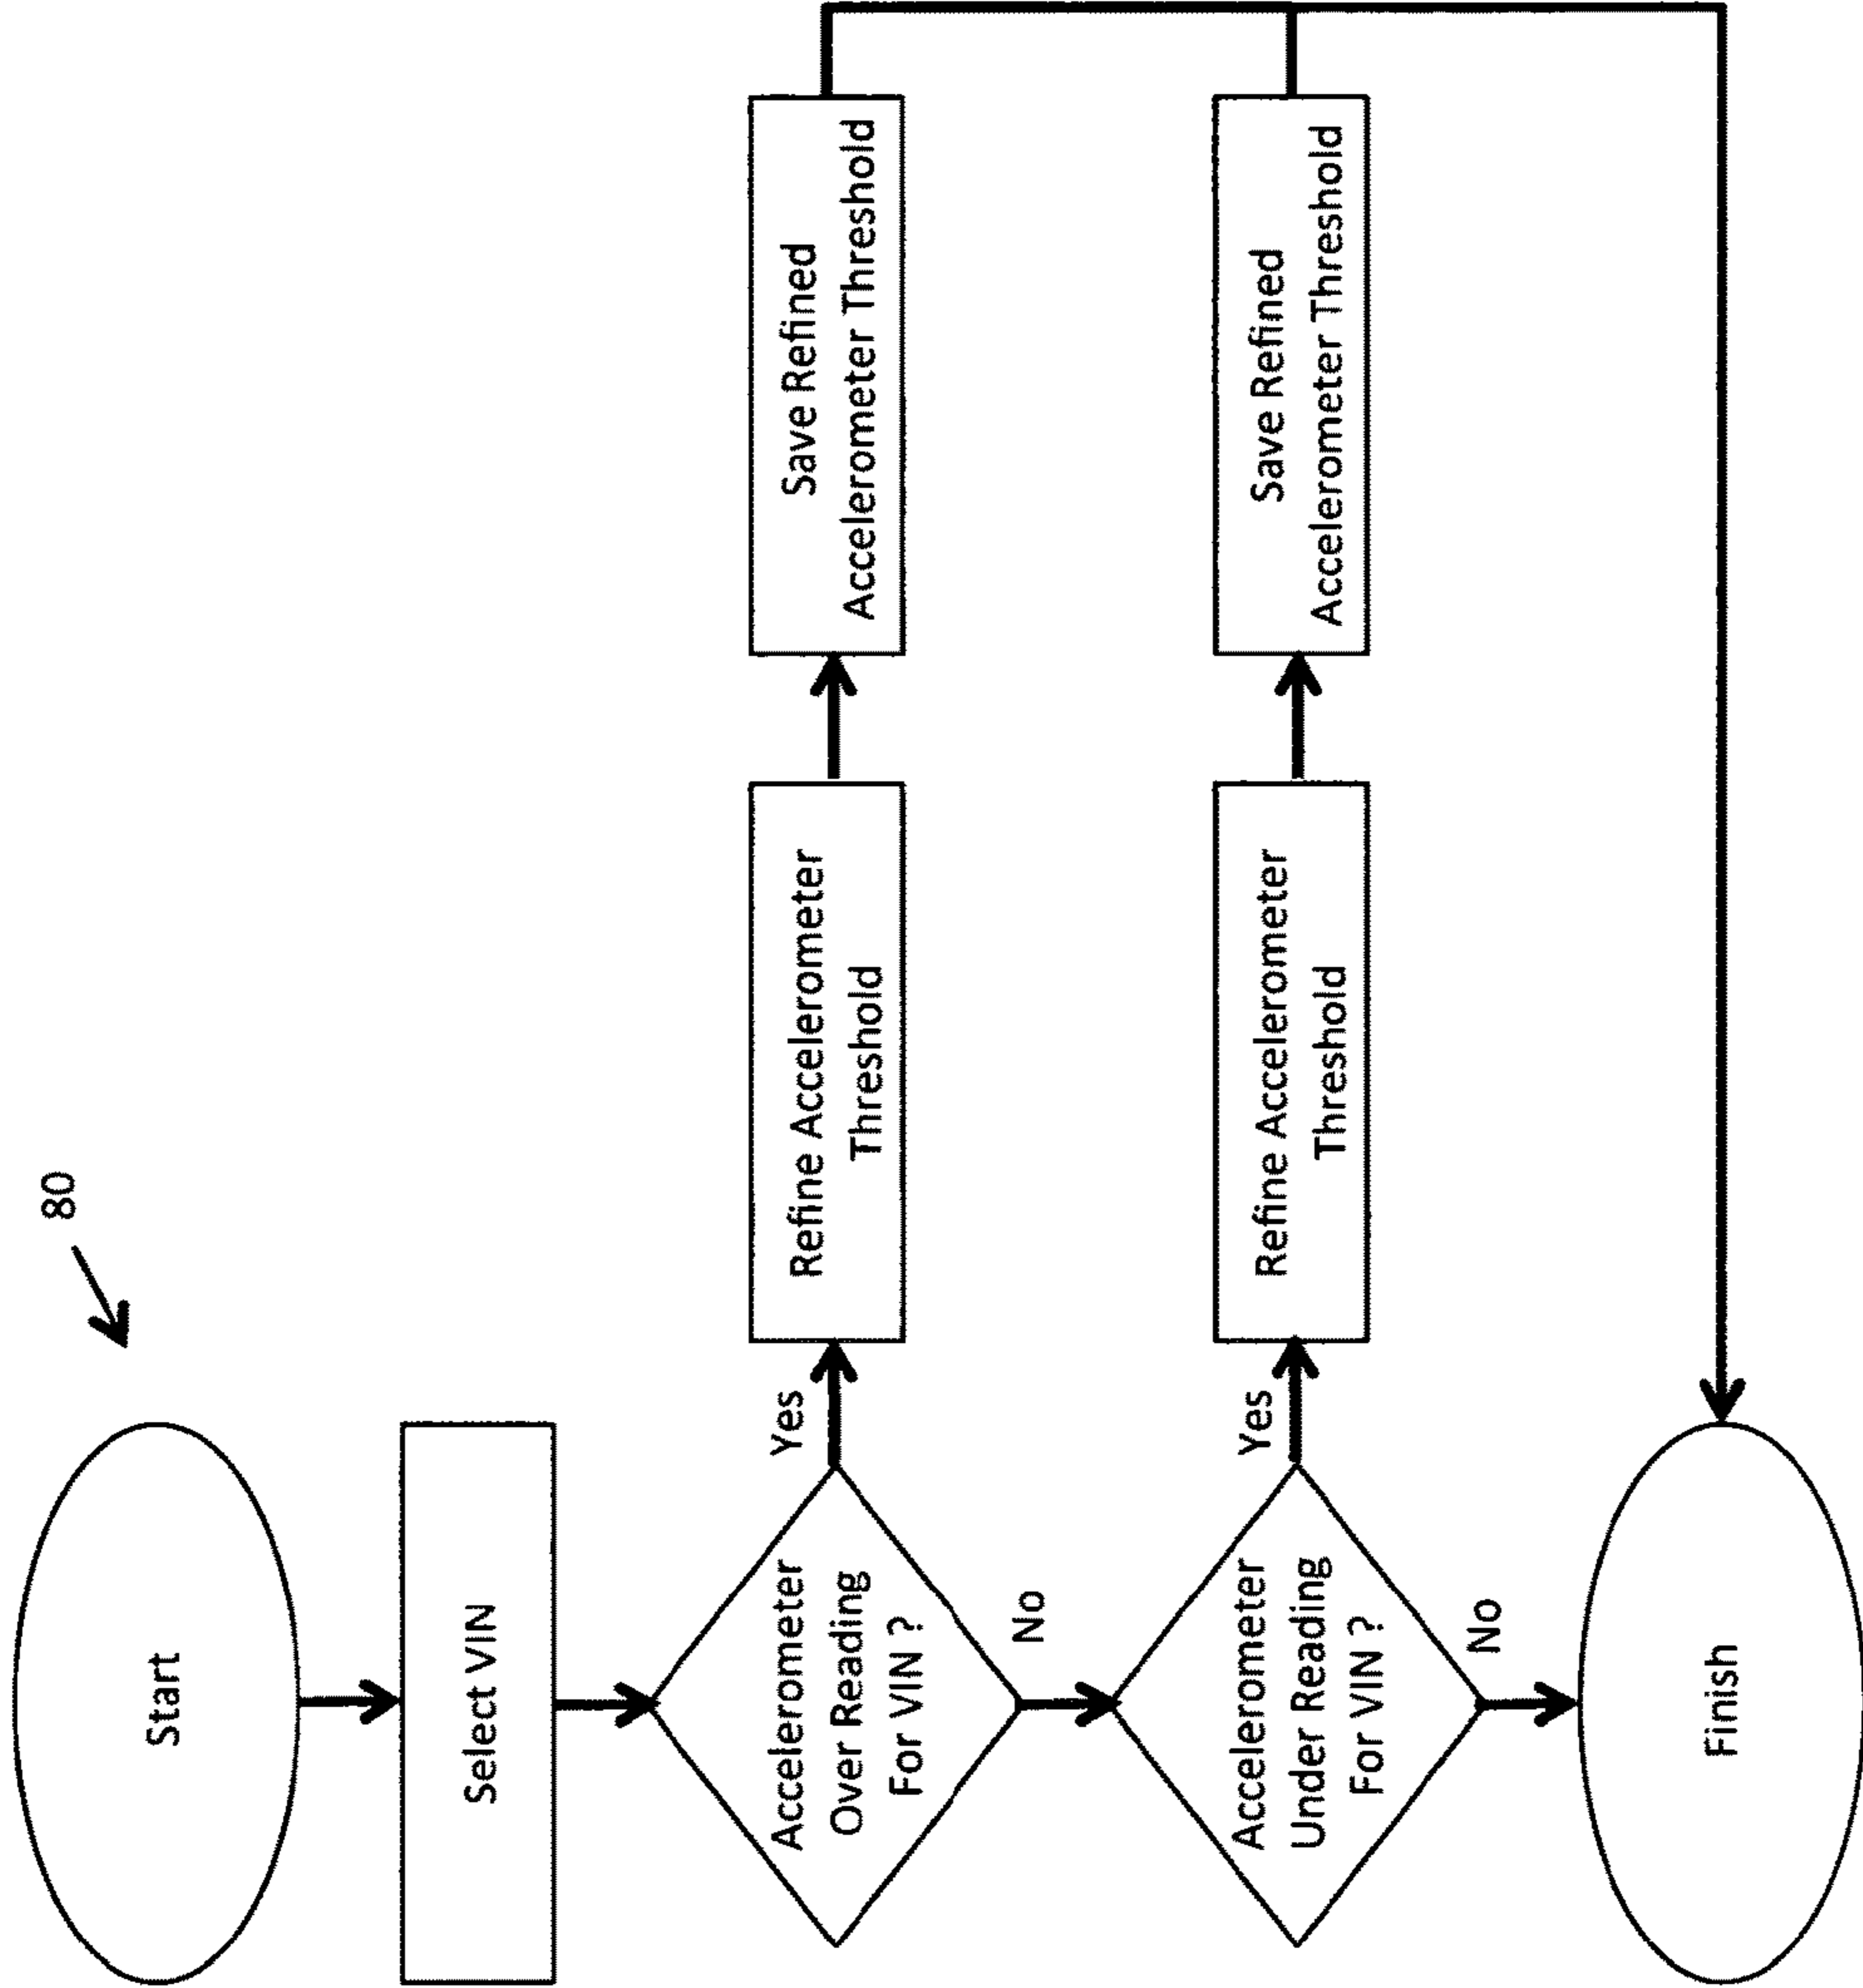 80
Start
Select VIN
Accelerometer
Over Reading
For VIN ?
Yes
Refine Accelerometer
Threshold
Save Refined
Accelerometer Threshold
No
Accelerometer
Under Reading
For VIN ?
Yes
Refine Accelerometer
Threshold
Save Refined
Accelerometer Threshold
No
Finish